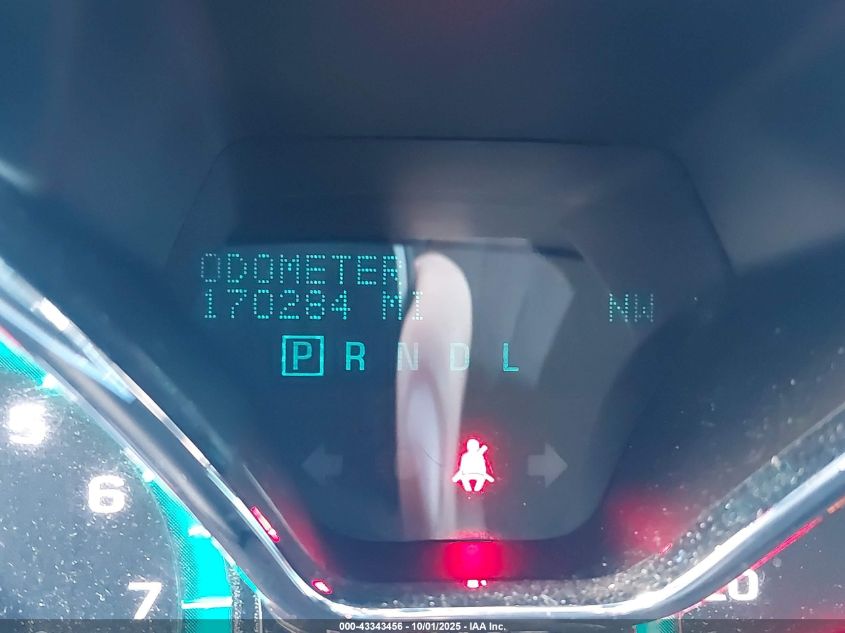 ODOMETER
170284 MI NW
P R N D L
5
6
7
000-43343456 - 10/01/2025 - IAA Inc.